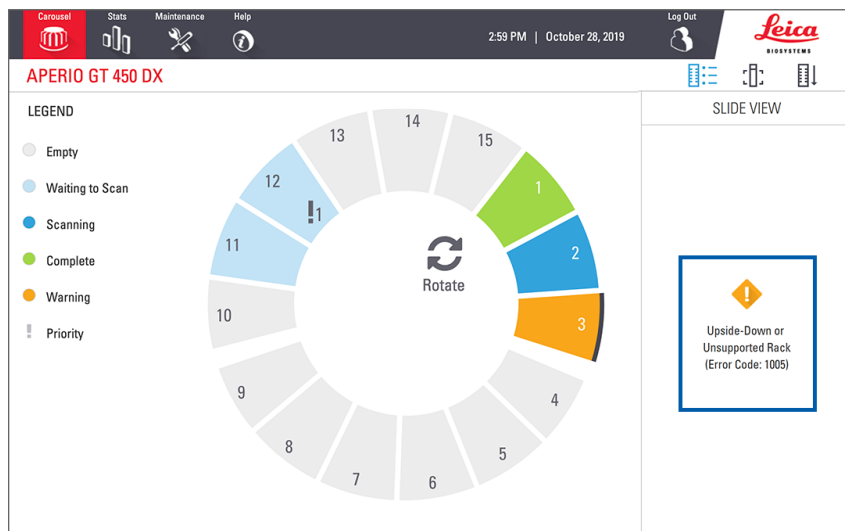 Carousel
Stats
Maintenance
Help
2:59 PM | October 28, 2019
Log Out
Leica
BIOSYSTEMS
APERIO GT 450 DX
LEGEND
Empty
Waiting to Scan
Scanning
Complete
Warning
! Priority
SLIDE VIEW
1
2
3
4
5
6
7
8
9
10
11
12
!1
13
14
15
Rotate
!
Upside-Down or
Unsupported Rack
(Error Code: 1005)